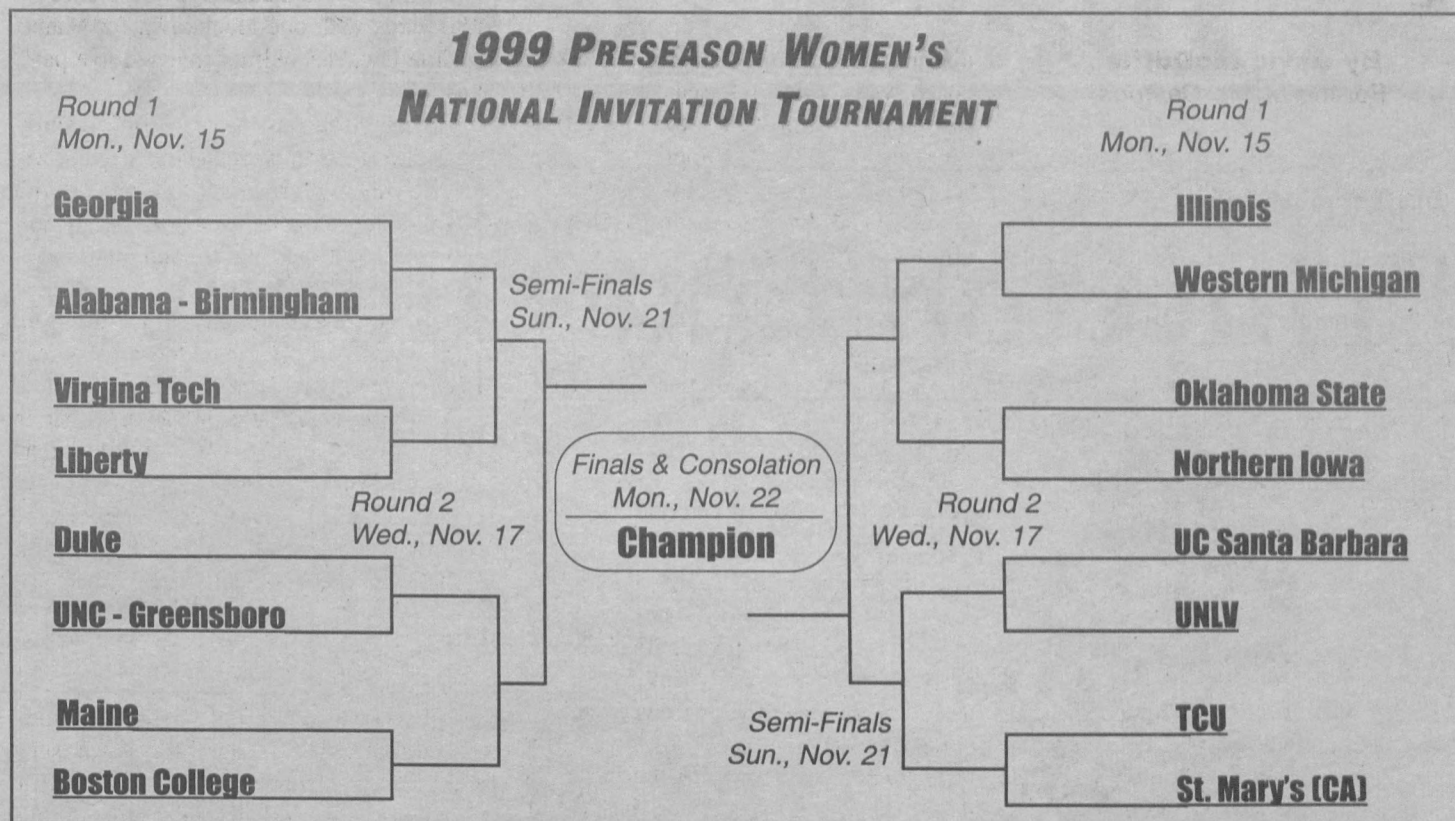 1999 PRESEASON WOMEN'S
NATIONAL INVITATION TOURNAMENT
Round 1
Mon., Nov. 15
Georgia
Alabama - Birmingham
Semi-Finals
Sun., Nov. 21
Virgina Tech
Liberty
Round 2
Wed., Nov. 17
Duke
UNC - Greensboro
Maine
Boston College
Finals & Consolation
Mon., Nov. 22
Champion
Round 1
Mon., Nov. 15
Illinois
Western Michigan
Oklahoma State
Northern Iowa
Round 2
Wed., Nov. 17
UC Santa Barbara
UNLV
Semi-Finals
Sun., Nov. 21
TCU
St. Mary's (CA)